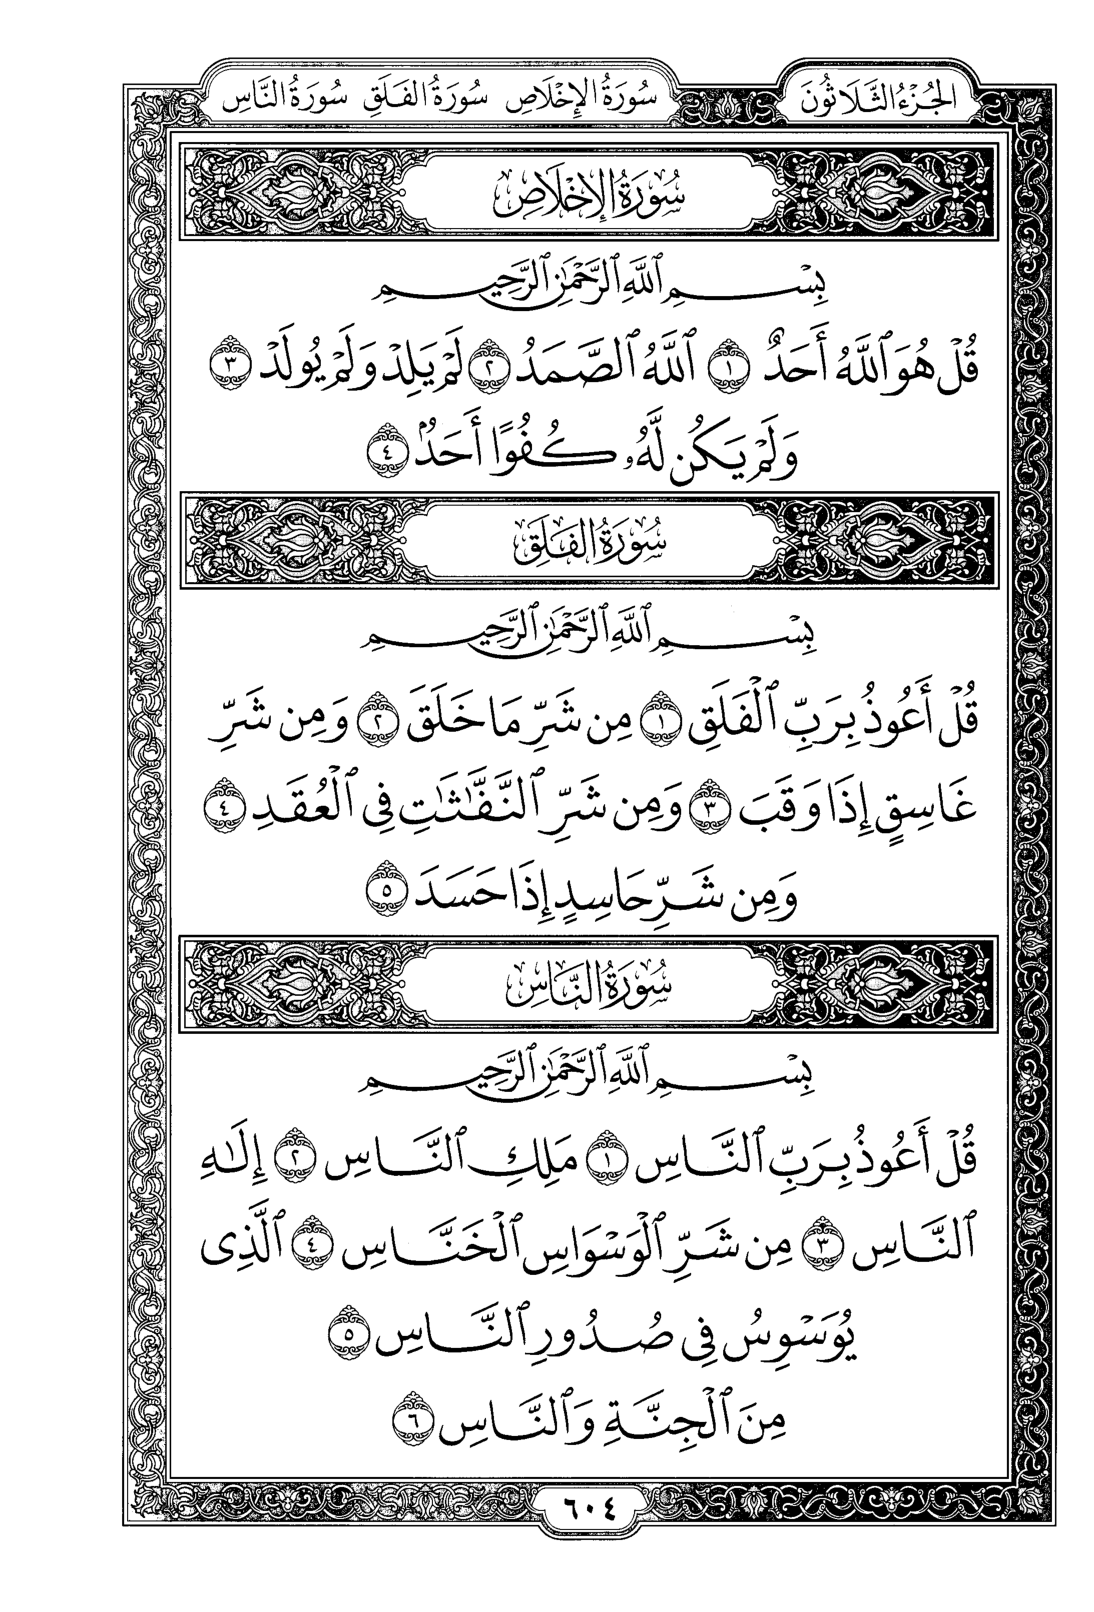 الجُزْءُ الثَّلَاثُونَ سُورَةُ الإِخْلَاصِ سُورَةُ الفَلَقِ سُورَةُ النَّاسِ
سُورَةُ الإِخْلَاصِ
بِسْمِ ٱللَّهِ ٱلرَّحْمَٰنِ ٱلرَّحِيمِ
قُلْ هُوَ ٱللَّهُ أَحَدٌ ١ ٱللَّهُ ٱلصَّمَدُ ٢ لَمْ يَلِدْ وَلَمْ يُولَدْ ٣
وَلَمْ يَكُن لَّهُۥ كُفُوًا أَحَدٌۢ ٤
سُورَةُ الفَلَقِ
بِسْمِ ٱللَّهِ ٱلرَّحْمَٰنِ ٱلرَّحِيمِ
قُلْ أَعُوذُ بِرَبِّ ٱلْفَلَقِ ١ مِن شَرِّ مَا خَلَقَ ٢ وَمِن شَرِّ
غَاسِقٍ إِذَا وَقَبَ ٣ وَمِن شَرِّ ٱلنَّفَّٰثَٰتِ فِى ٱلْعُقَدِ ٤
وَمِن شَرِّ حَاسِدٍ إِذَا حَسَدَ ٥
سُورَةُ النَّاسِ
بِسْمِ ٱللَّهِ ٱلرَّحْمَٰنِ ٱلرَّحِيمِ
قُلْ أَعُوذُ بِرَبِّ ٱلنَّاسِ ١ مَلِكِ ٱلنَّاسِ ٢ إِلَٰهِ
ٱلنَّاسِ ٣ مِن شَرِّ ٱلْوَسْوَاسِ ٱلْخَنَّاسِ ٤ ٱلَّذِى
يُوَسْوِسُ فِى صُدُورِ ٱلنَّاسِ ٥
مِنَ ٱلْجِنَّةِ وَٱلنَّاسِ ٦
٦٠٤